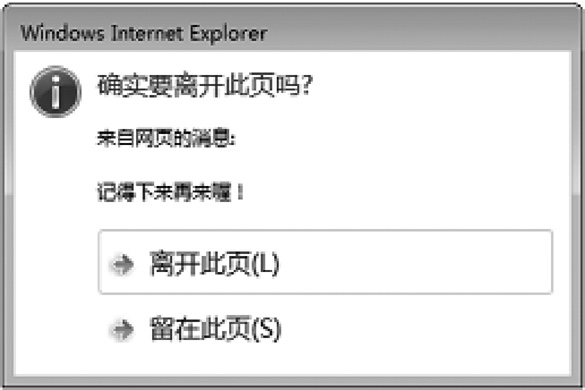 Windows Internet Explorer
确实要离开此页吗?
来自网页的消息:
记得下来再来喔！
离开此页(L)
留在此页(S)